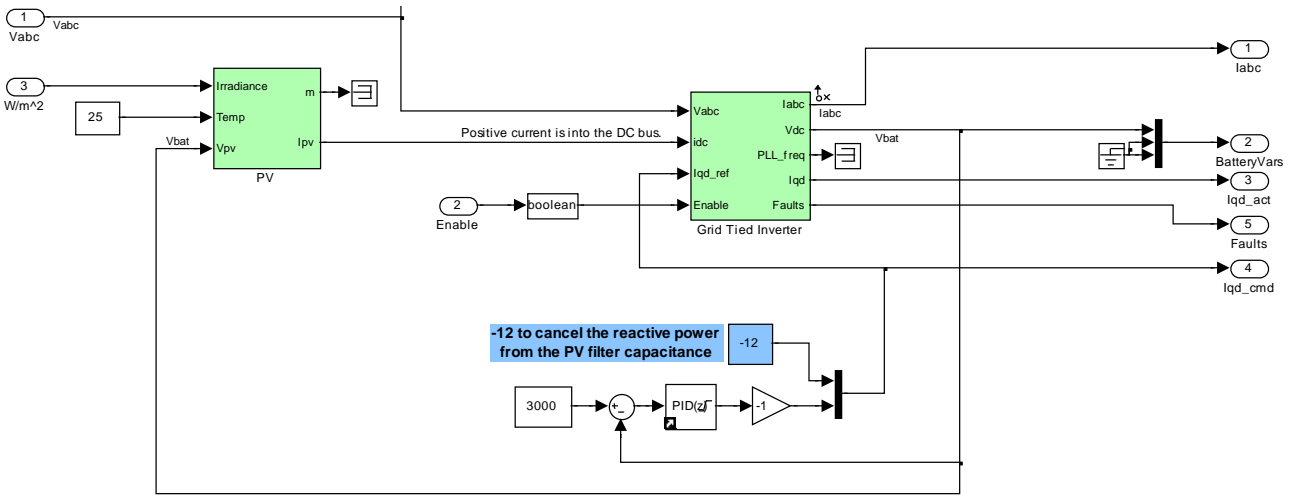 1
Vabc
Vabc
3
W/m^2
25
Vbat
Irradiance
Temp
Vpv
m
Ipv
PV
Positive current is into the DC bus.
2
Enable
boolean
Vabc
idc
Iqd_ref
Enable
Iabc
Vdc
PLL_freq
Iqd
Faults
Grid Tied Inverter
Iabc
Vbat
1
Iabc
2
BatteryVars
3
Iqd_act
5
Faults
4
Iqd_cmd
-12 to cancel the reactive power
from the PV filter capacitance
-12
3000
+
−
PID(z)
-1